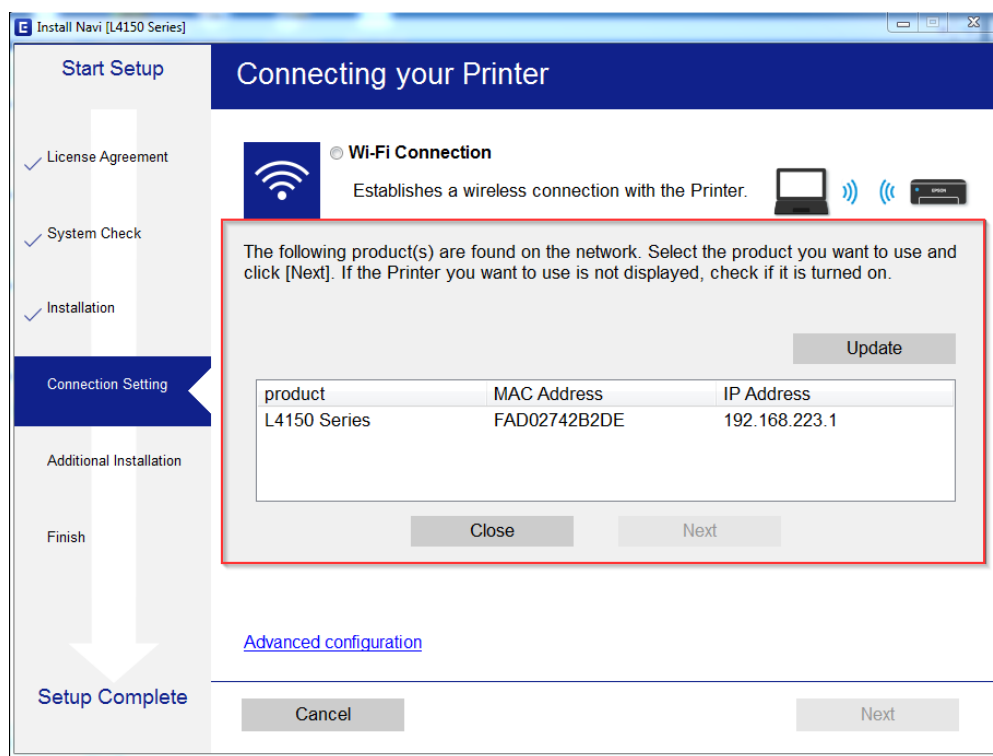 E Install Navi [L4150 Series]
Start Setup
License Agreement
System Check
Installation
Connection Setting
Additional Installation
Finish
Setup Complete
Connecting your Printer
Wi-Fi Connection
Establishes a wireless connection with the Printer.
EPSON
The following product(s) are found on the network. Select the product you want to use and
click [Next]. If the Printer you want to use is not displayed, check if it is turned on.
Update
product MAC Address IP Address
L4150 Series FAD02742B2DE 192.168.223.1
Close Next
Advanced configuration
Cancel Next